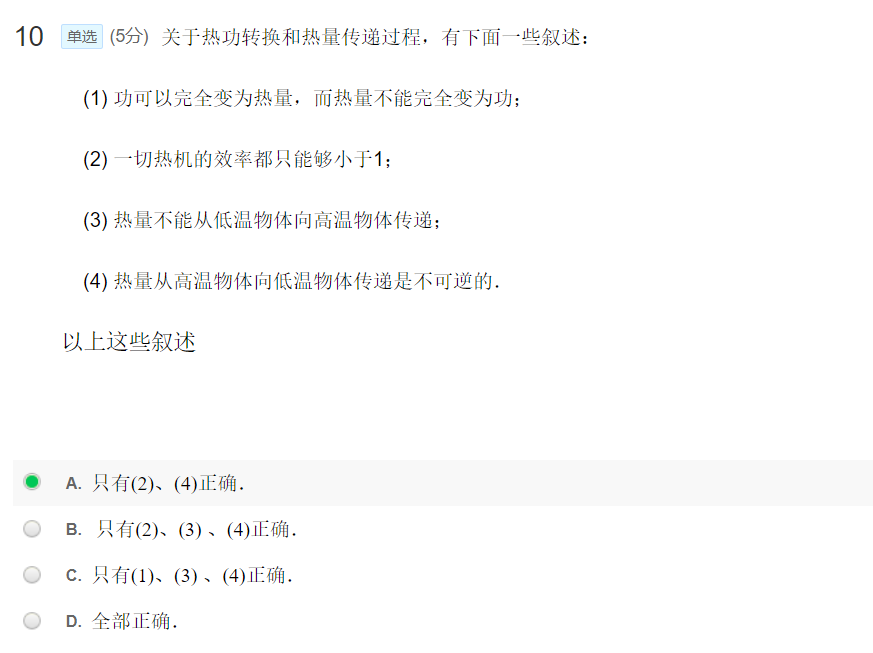 10 单选 (5分) 关于热功转换和热量传递过程，有下面一些叙述：
(1) 功可以完全变为热量，而热量不能完全变为功；
(2) 一切热机的效率都只能够小于1；
(3) 热量不能从低温物体向高温物体传递；
(4) 热量从高温物体向低温物体传递是不可逆的．
以上这些叙述
A. 只有(2)、(4)正确．
B. 只有(2)、(3) 、(4)正确．
C. 只有(1)、(3) 、(4)正确．
D. 全部正确．